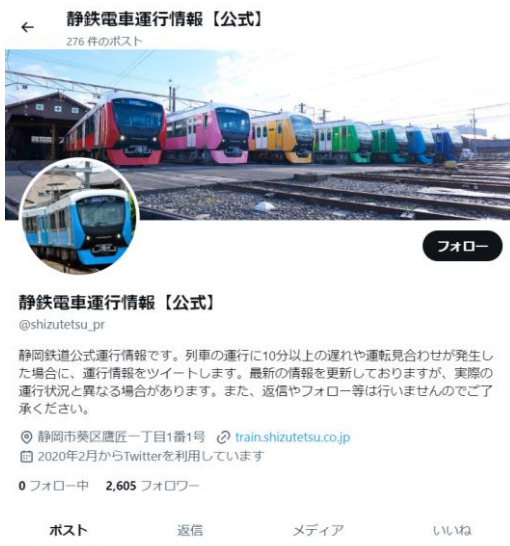 静鉄電車運行情報【公式】
276 件のポスト
フォロー
静鉄電車運行情報【公式】
@shizutetsu_pr
静岡鉄道公式運行情報です。列車の運行に10分以上の遅れや運転見合わせが発生し
た場合に、運行情報をツイートします。最新の情報を更新しておりますが、実際の
運行状況と異なる場合があります。また、返信やフォロー等は行いませんのでご了
承ください。
静岡市葵区鷹匠一丁目1番1号 train.shizutetsu.co.jp
2020年2月からTwitterを利用しています
0 フォロー中 2,605 フォロワー
ポスト 返信 メディア いいね